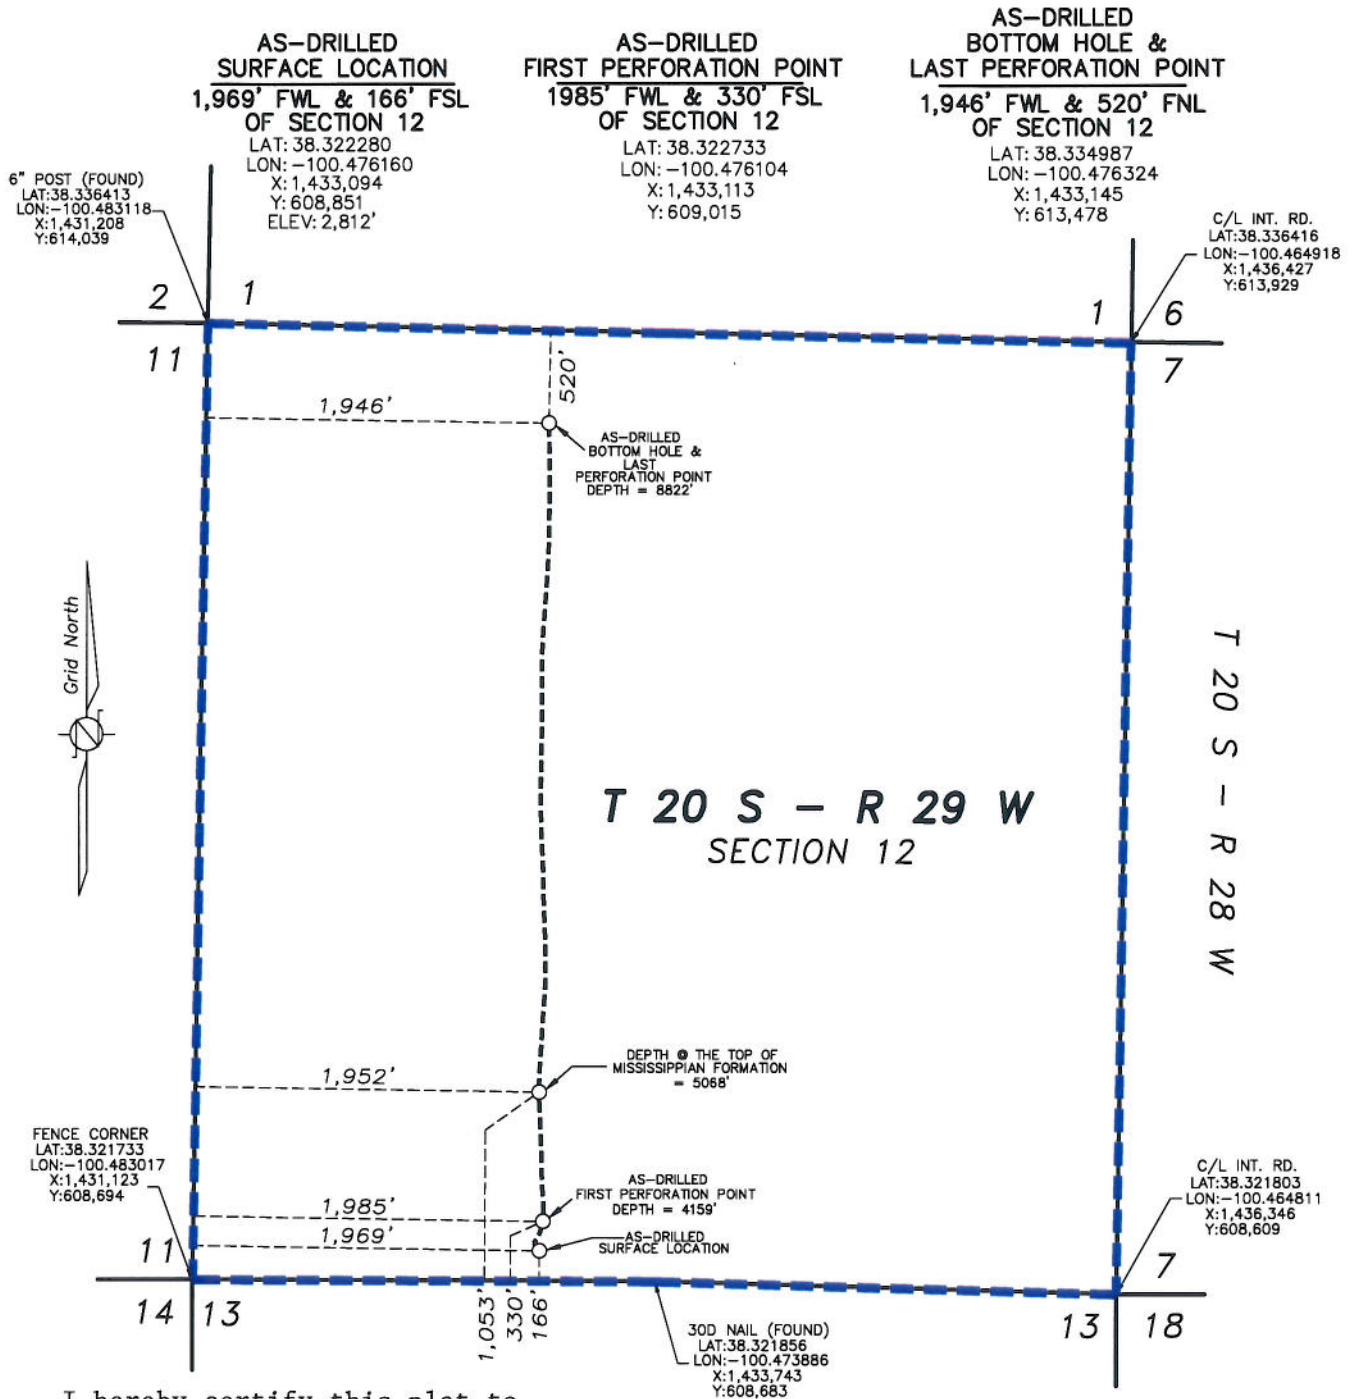 AS-DRILLED
SURFACE LOCATION
1,969' FWL & 166' FSL
OF SECTION 12
LAT: 38.322280
LON: -100.476160
X: 1,433,094
Y: 608,851
ELEV: 2,812'
AS-DRILLED
FIRST PERFORATION POINT
1985' FWL & 330' FSL
OF SECTION 12
LAT: 38.322733
LON: -100.476104
X: 1,433,113
Y: 609,015
AS-DRILLED
BOTTOM HOLE &
LAST PERFORATION POINT
1,946' FWL & 520' FNL
OF SECTION 12
LAT: 38.334987
LON: -100.476324
X: 1,433,145
Y: 613,478
6" POST (FOUND)
LAT:38.336413
LON:-100.483118
X:1,431,208
Y:614,039
C/L INT. RD.
LAT:38.336416
LON:-100.464918
X:1,436,427
Y:613,929
2
1
1
6
11
7
520'
1,946'
AS-DRILLED
BOTTOM HOLE &
LAST
PERFORATION POINT
DEPTH = 8822'
Grid North
T 20 S - R 28 W
T 20 S - R 29 W
SECTION 12
1,952'
DEPTH @ THE TOP OF
MISSISSIPPIAN FORMATION
= 5068'
FENCE CORNER
LAT:38.321733
LON:-100.483017
X:1,431,123
Y:608,694
1,985'
AS-DRILLED
FIRST PERFORATION POINT
DEPTH = 4159'
1,969'
AS-DRILLED
SURFACE LOCATION
C/L INT. RD.
LAT:38.321803
LON:-100.464811
X:1,436,346
Y:608,609
11
7
14
13
1,053'
330'
166'
13
18
30D NAIL (FOUND)
LAT:38.321856
LON:-100.473886
X:1,433,743
Y:608,683
I hereby certify this plat to